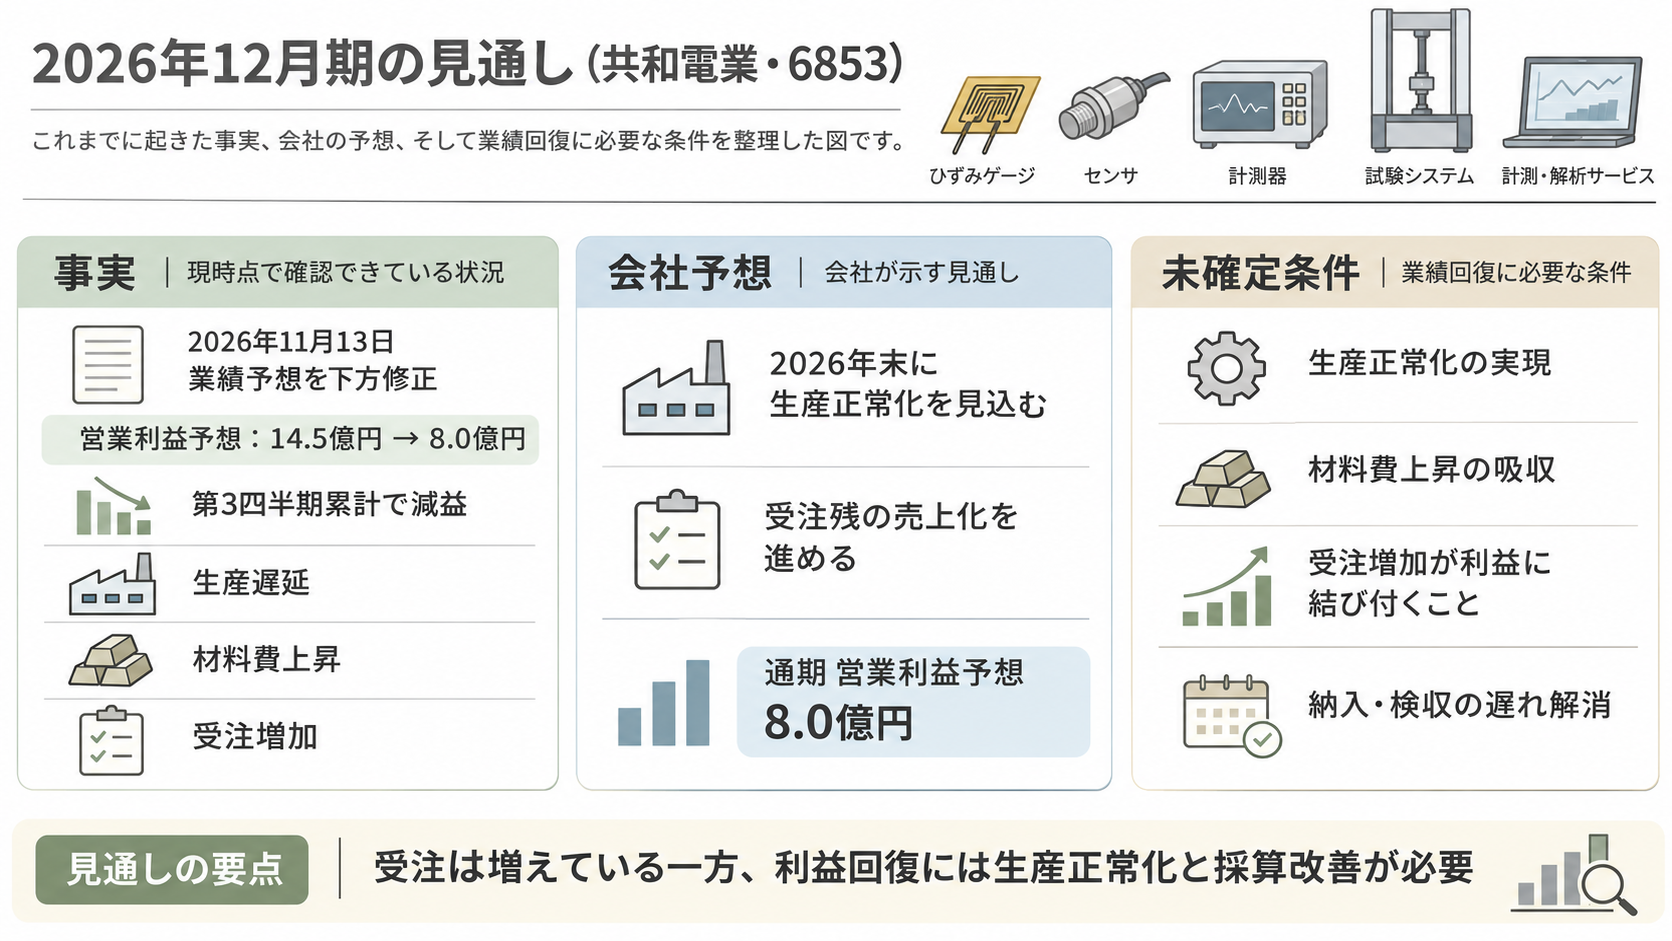 2026年12月期の見通し（共和電業・6853）
これまでに起きた事実、会社の予想、そして業績回復に必要な条件を整理した図です。
ひずみゲージ
センサ
計測器
試験システム
計測・解析サービス
事実｜現時点で確認できている状況
2026年11月13日
業績予想を下方修正
営業利益予想：14.5億円 → 8.0億円
第3四半期累計で減益
生産遅延
材料費上昇
受注増加
会社予想｜会社が示す見通し
2026年末に
生産正常化を見込む
受注残の売上化を
進める
通期 営業利益予想
8.0億円
未確定条件｜業績回復に必要な条件
生産正常化の実現
材料費上昇の吸収
受注増加が利益に
結び付くこと
納入・検収の遅れ解消
見通しの要点
受注は増えている一方、利益回復には生産正常化と採算改善が必要